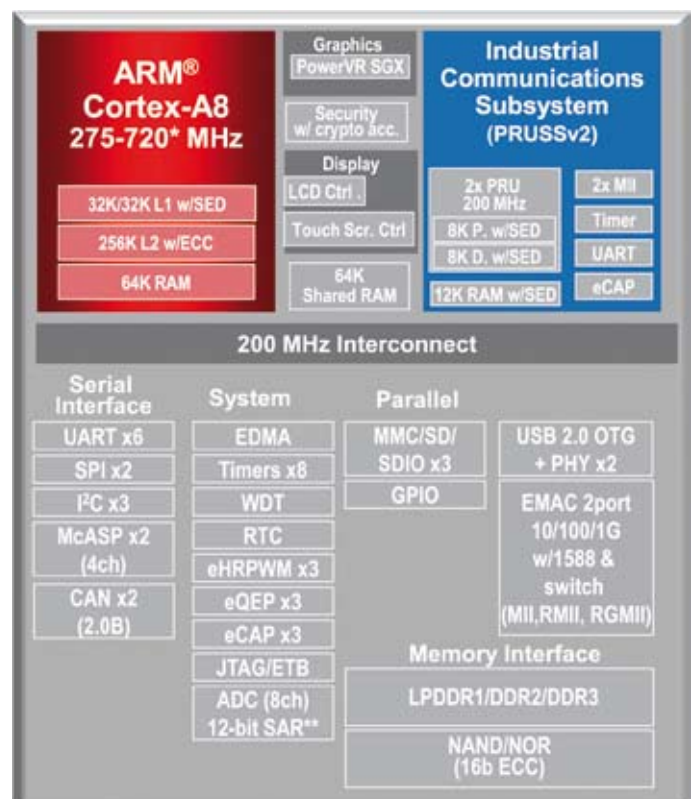 ARM®
Cortex-A8
275-720* MHz
32K/32K L1 w/SED
256K L2 w/ECC
64K RAM
Graphics
PowerVR SGX
Security
w/ crypto acc.
Display
LCD Ctrl .
Touch Scr. Ctrl
64K
Shared RAM
Industrial
Communications
Subsystem
(PRUSSv2)
2x PRU
200 MHz
8K P. w/SED
8K D. w/SED
12K RAM w/SED
2x MII
Timer
UART
eCAP
200 MHz Interconnect
Serial
Interface
UART x6
SPI x2
I²C x3
McASP x2
(4ch)
CAN x2
(2.0B)
System
EDMA
Timers x8
WDT
RTC
eHRPWM x3
eQEP x3
eCAP x3
JTAG/ETB
ADC (8ch)
12-bit SAR**
Parallel
MMC/SD/
SDIO x3
GPIO
USB 2.0 OTG
+ PHY x2
EMAC 2port
10/100/1G
w/1588 &
switch
(MII,RMII, RGMII)
Memory Interface
LPDDR1/DDR2/DDR3
NAND/NOR
(16b ECC)